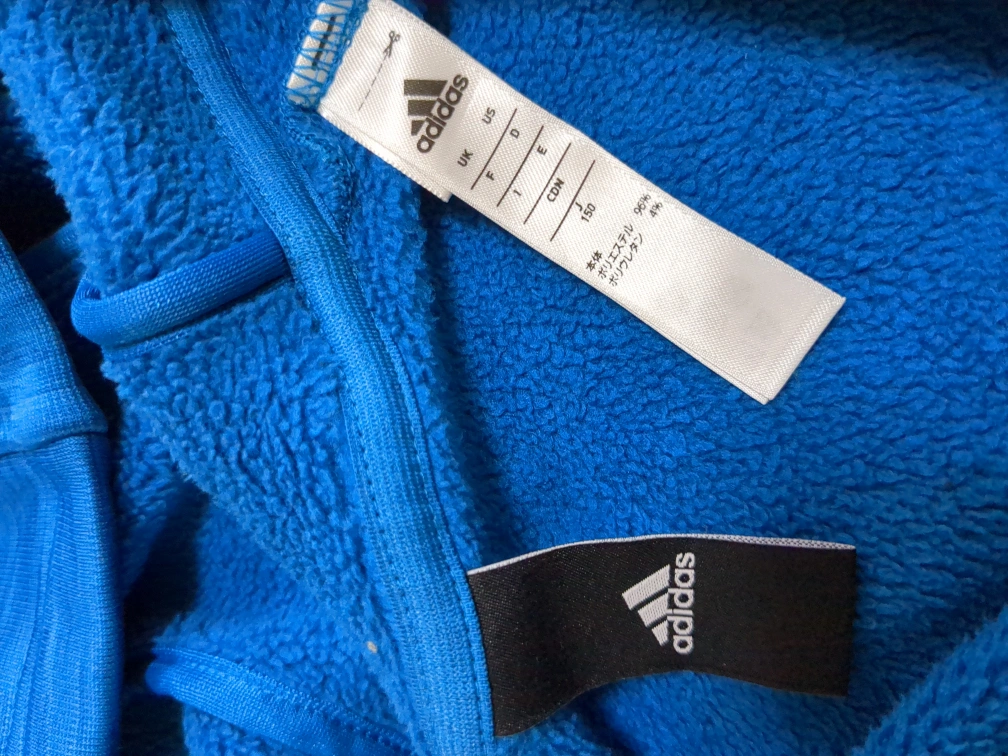 adidas
UK US
F D
I E
CDN
J
150
本体
ポリエステル 96%
ポリウレタン 4%
adidas